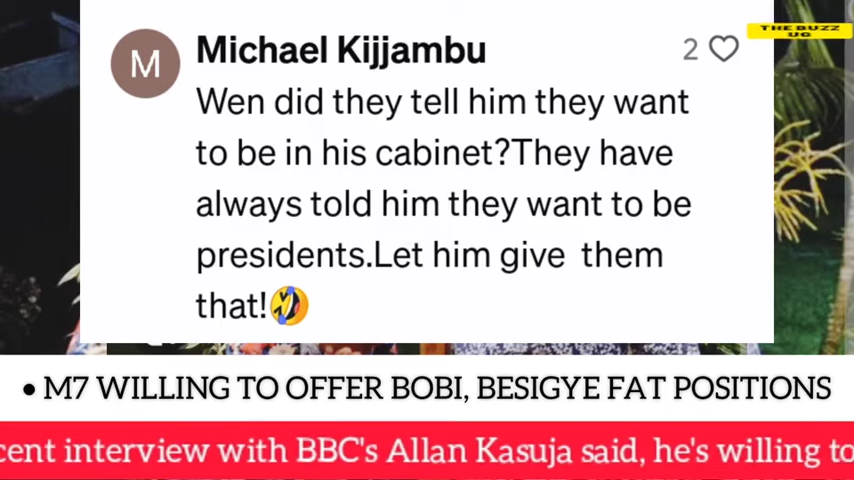 THE BUZZ
UG
M
Michael Kijjambu
2
Wen did they tell him they want
to be in his cabinet?They have
always told him they want to be
presidents.Let him give them
that!🤣
• M7 WILLING TO OFFER BOBI, BESIGYE FAT POSITIONS
cent interview with BBC's Allan Kasuja said, he's willing to